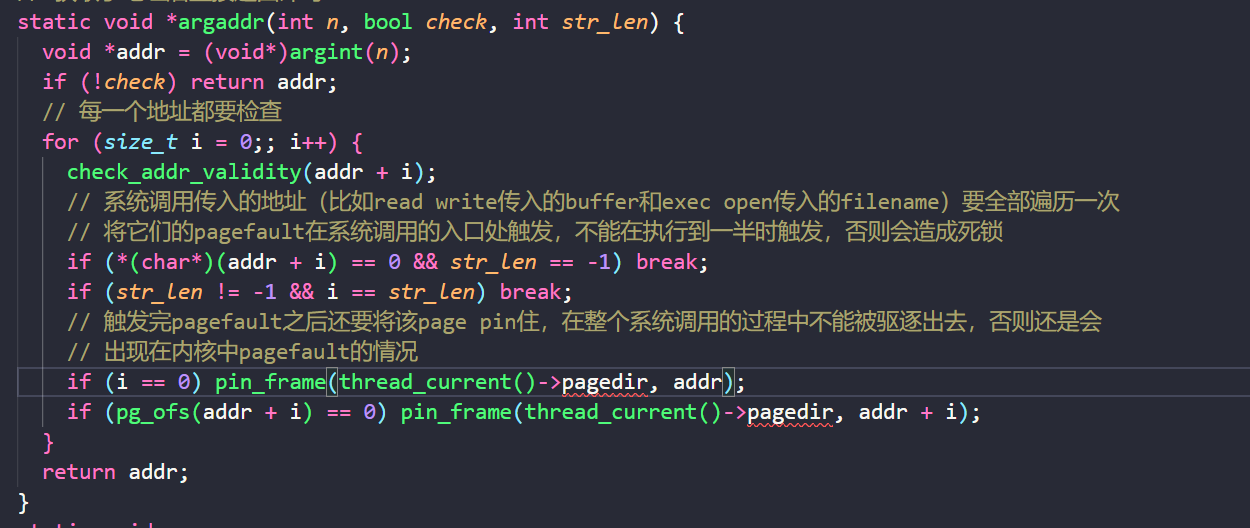 static void *argaddr(int n, bool check, int str_len) {
void *addr = (void*)argint(n);
if (!check) return addr;
// 每一个地址都要检查
for (size_t i = 0;; i++) {
check_addr_validity(addr + i);
// 系统调用传入的地址（比如read write传入的buffer和exec open传入的filename）要全部遍历一次
// 将它们的pagefault在系统调用的入口处触发，不能在执行到一半时触发，否则会造成死锁
if (*(char*)(addr + i) == 0 && str_len == -1) break;
if (str_len != -1 && i == str_len) break;
// 触发完pagefault之后还要将该page pin住，在整个系统调用的过程中不能被驱逐出去，否则还是会
// 出现在内核中pagefault的情况
if (i == 0) pin_frame(thread_current()->pagedir, addr);
if (pg_ofs(addr + i) == 0) pin_frame(thread_current()->pagedir, addr + i);
}
return addr;
}